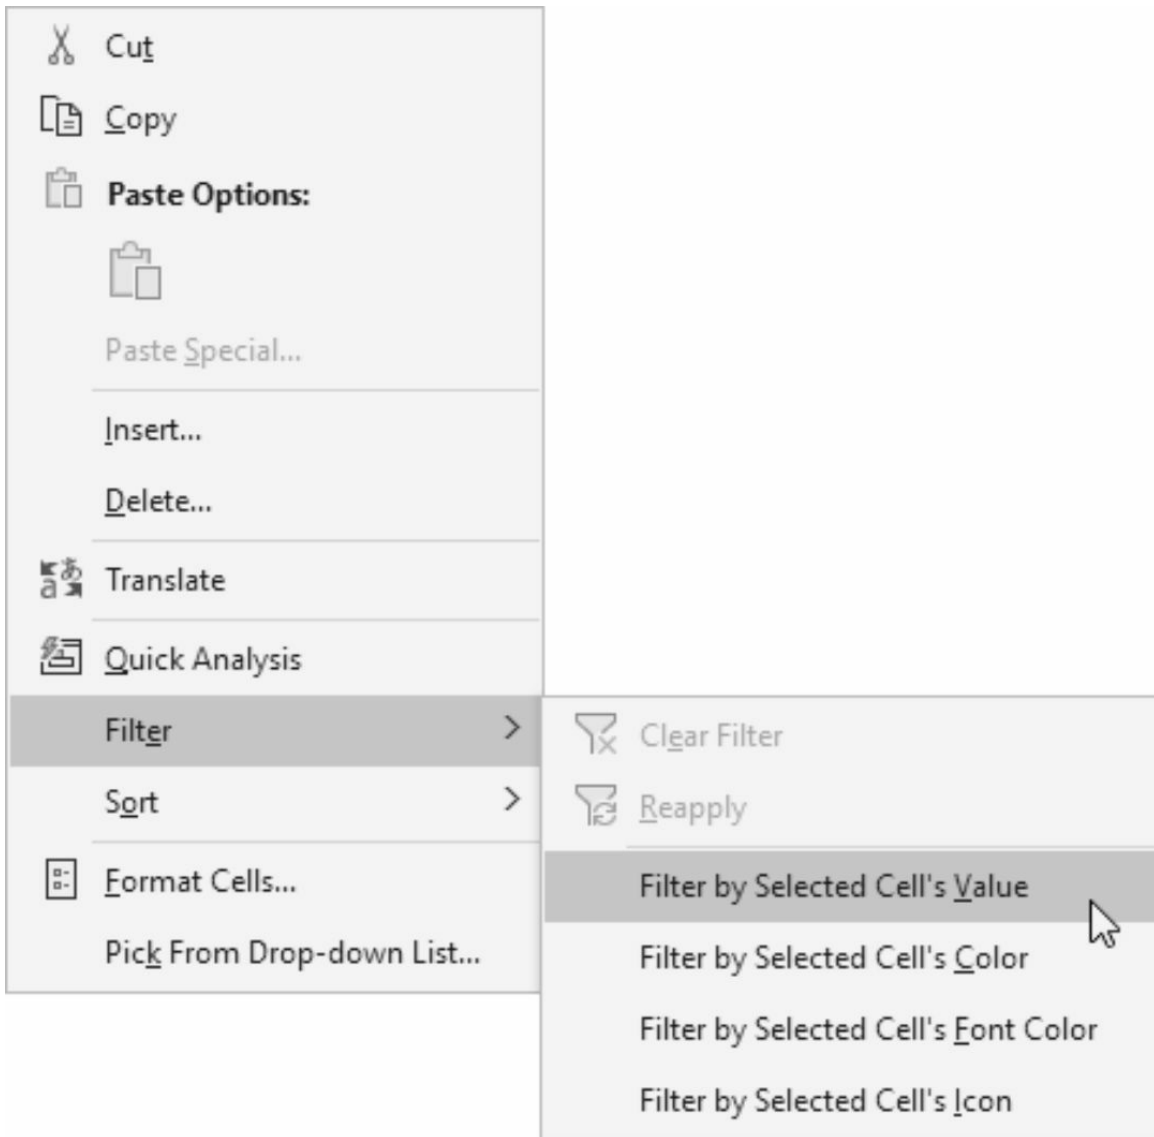 Cut
Copy
Paste Options:
Paste Special...
Insert...
Delete...
Translate
Quick Analysis
Filter
Sort
Format Cells...
Pick From Drop-down List...
Clear Filter
Reapply
Filter by Selected Cell's Value
Filter by Selected Cell's Color
Filter by Selected Cell's Font Color
Filter by Selected Cell's Icon